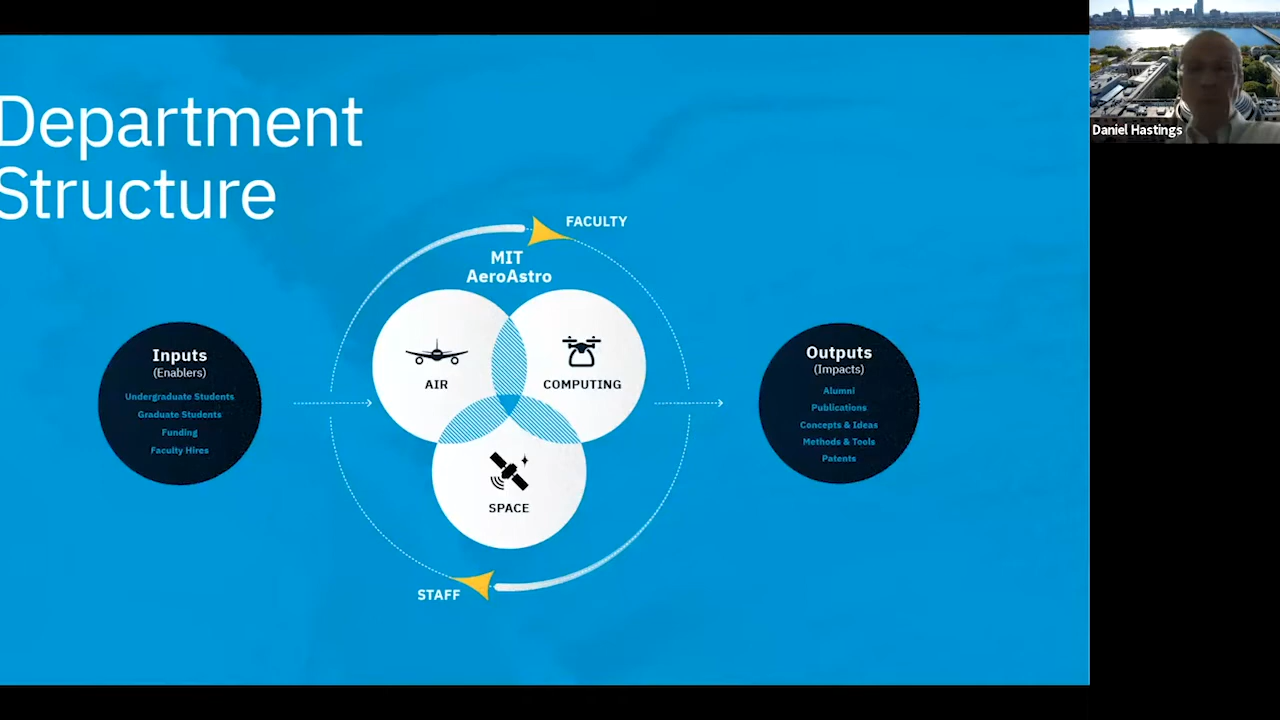 Department
Structure
FACULTY
MIT
AeroAstro
Inputs
(Enablers)
Undergraduate Students
Graduate Students
Funding
Faculty Hires
AIR
COMPUTING
SPACE
STAFF
Outputs
(Impacts)
Alumni
Publications
Concepts & Ideas
Methods & Tools
Patents
Daniel Hastings